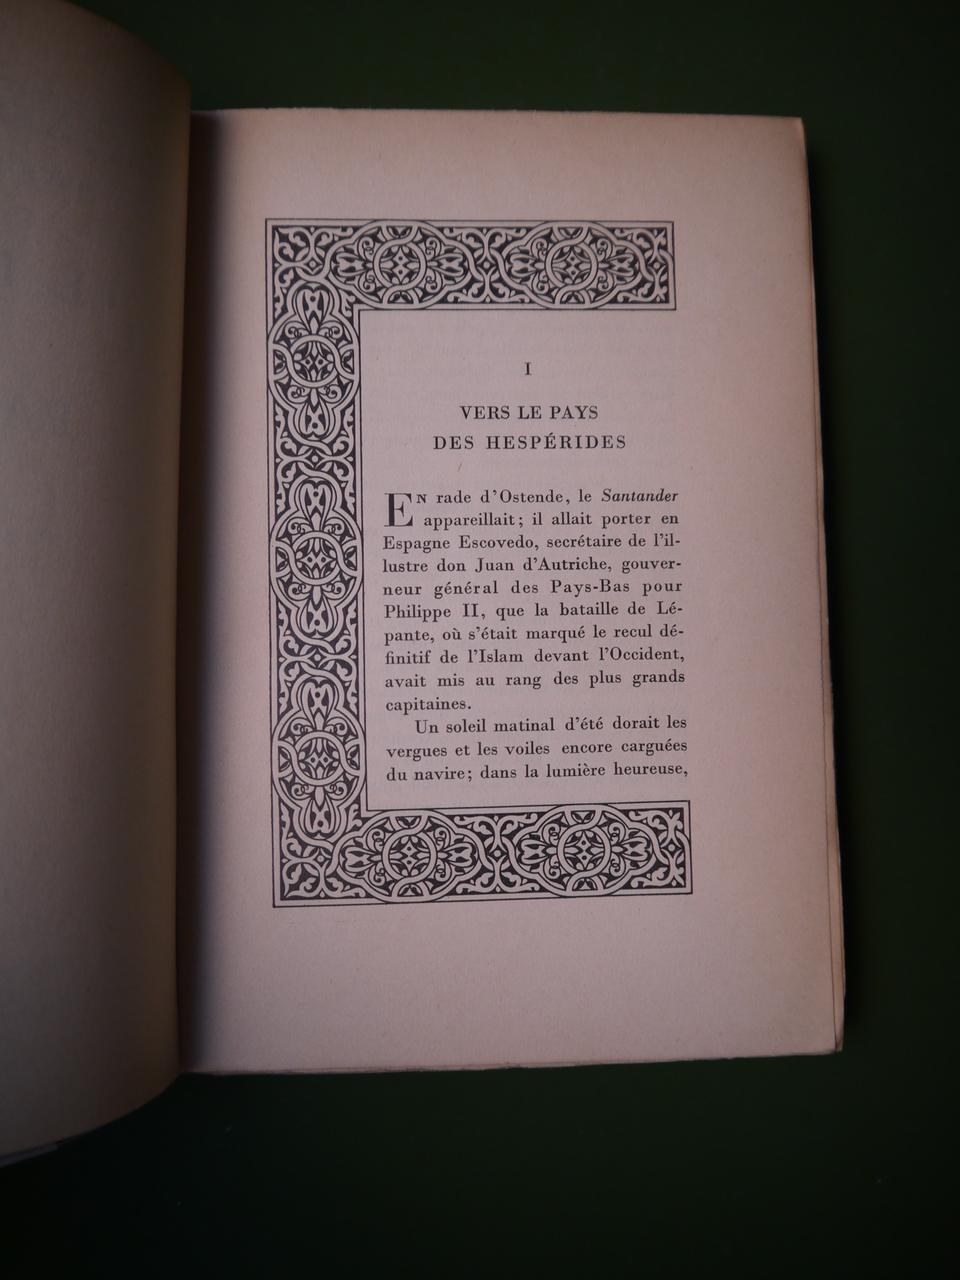 I
VERS LE PAYS
DES HESPÉRIDES
EN rade d'Ostende, le Santander
appareillait; il allait porter en
Espagne Escovedo, secrétaire de l'il-
lustre don Juan d'Autriche, gouver-
neur général des Pays-Bas pour
Philippe II, que la bataille de Lé-
pante, où s'était marqué le recul dé-
finitif de l'Islam devant l'Occident,
avait mis au rang des plus grands
capitaines.
Un soleil matinal d'été dorait les
vergues et les voiles encore carguées
du navire; dans la lumière heureuse,